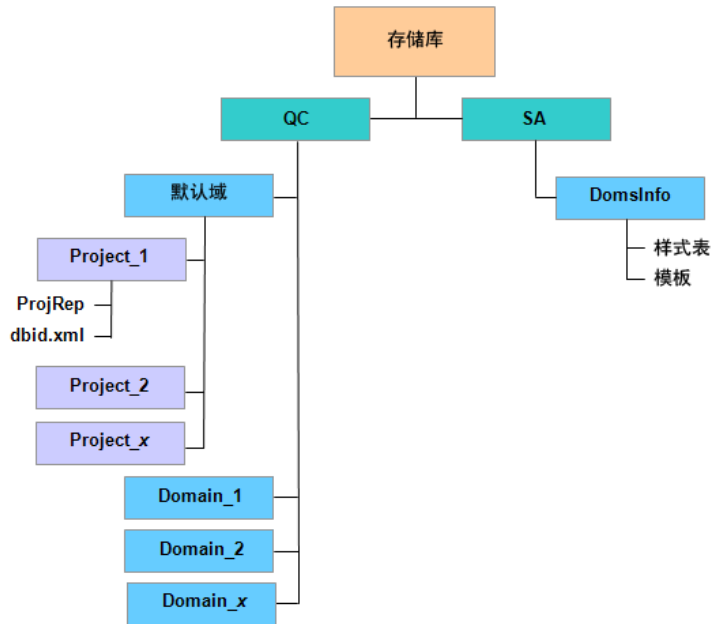 存储库
QC
SA
默认域
DomsInfo
Project_1
样式表
模板
ProjRep
dbid.xml
Project_2
Project_x
Domain_1
Domain_2
Domain_x